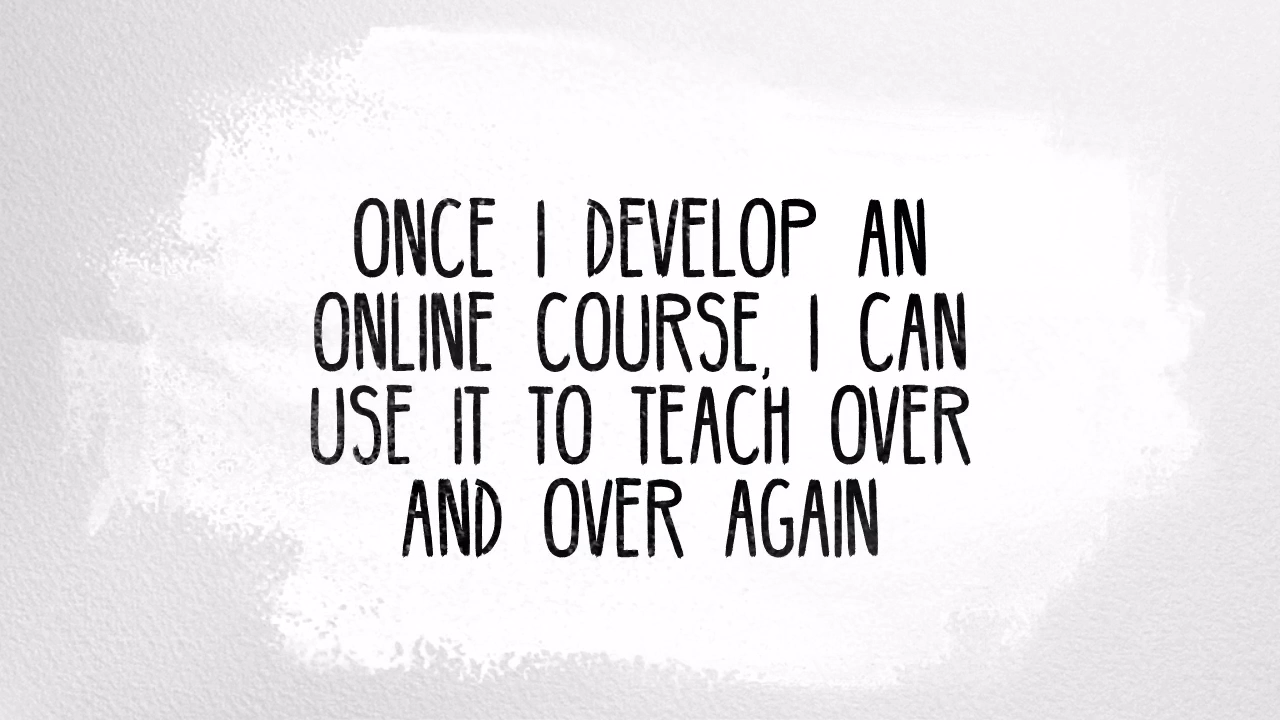 ONCE I DEVELOP AN
ONLINE COURSE, I CAN
USE IT TO TEACH OVER
AND OVER AGAIN